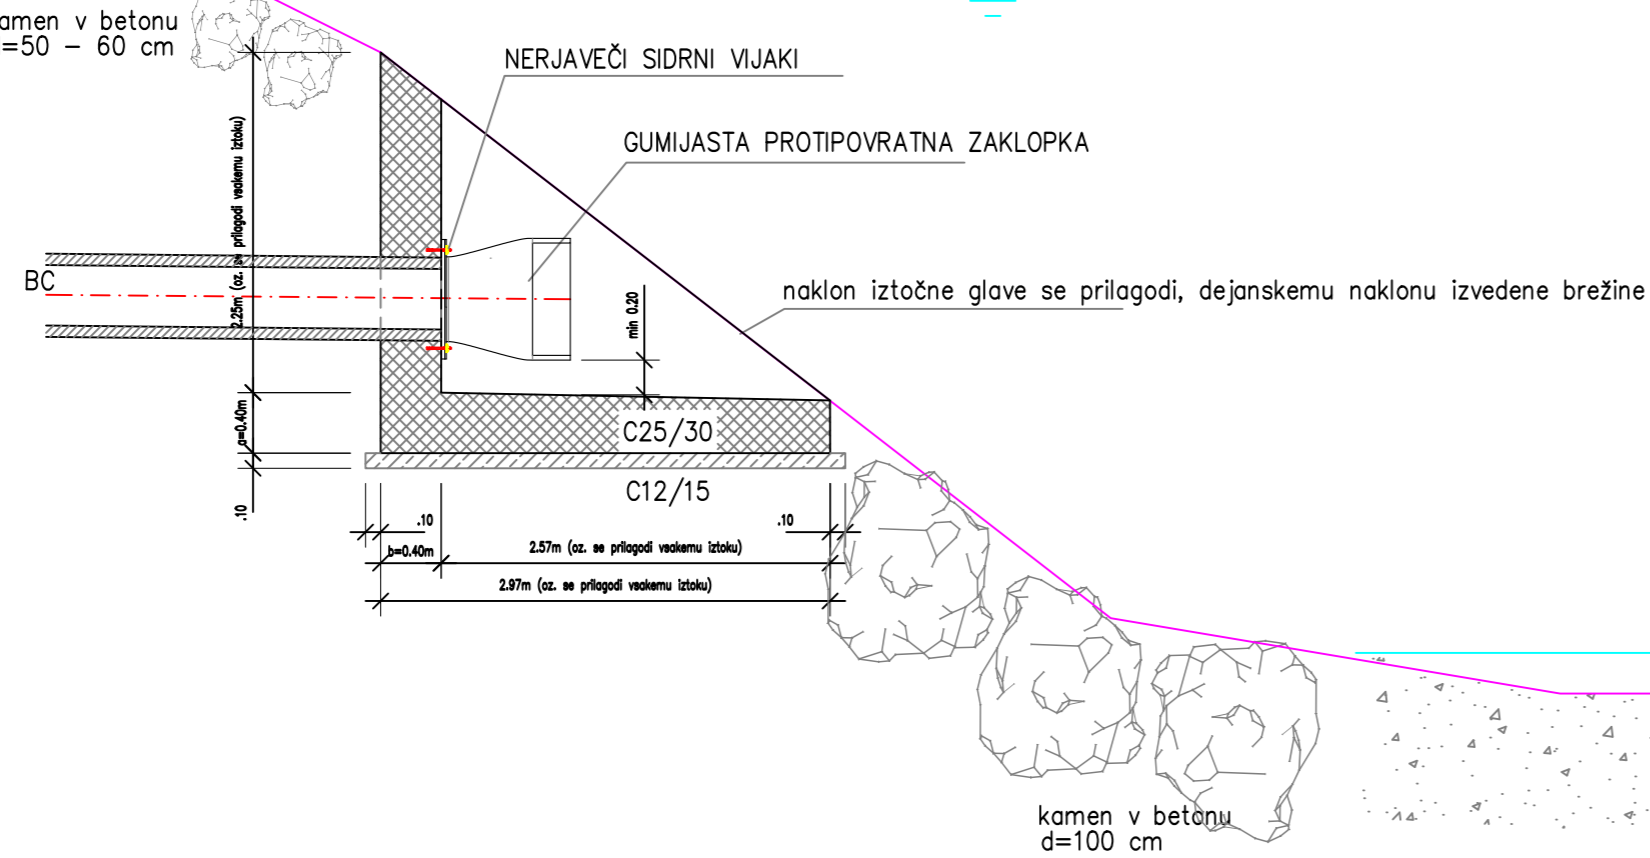 amen v betonu
=50 – 60 cm
NERJAVEČI SIDRNI VIJAKI
GUMIJASTA PROTIPOVRATNA ZAKLOPKA
2.25m (oz. se prilagodi vsakemu iztoku)
BC
naklon iztočne glave se prilagodi, dejanskemu naklonu izvedene brežine
min 0.20
a=0.40m
C25/30
C12/15
.10
.10
.10
b=0.40m
2.57m (oz. se prilagodi vsakemu iztoku)
2.97m (oz. se prilagodi vsakemu iztoku)
kamen v betonu
d=100 cm